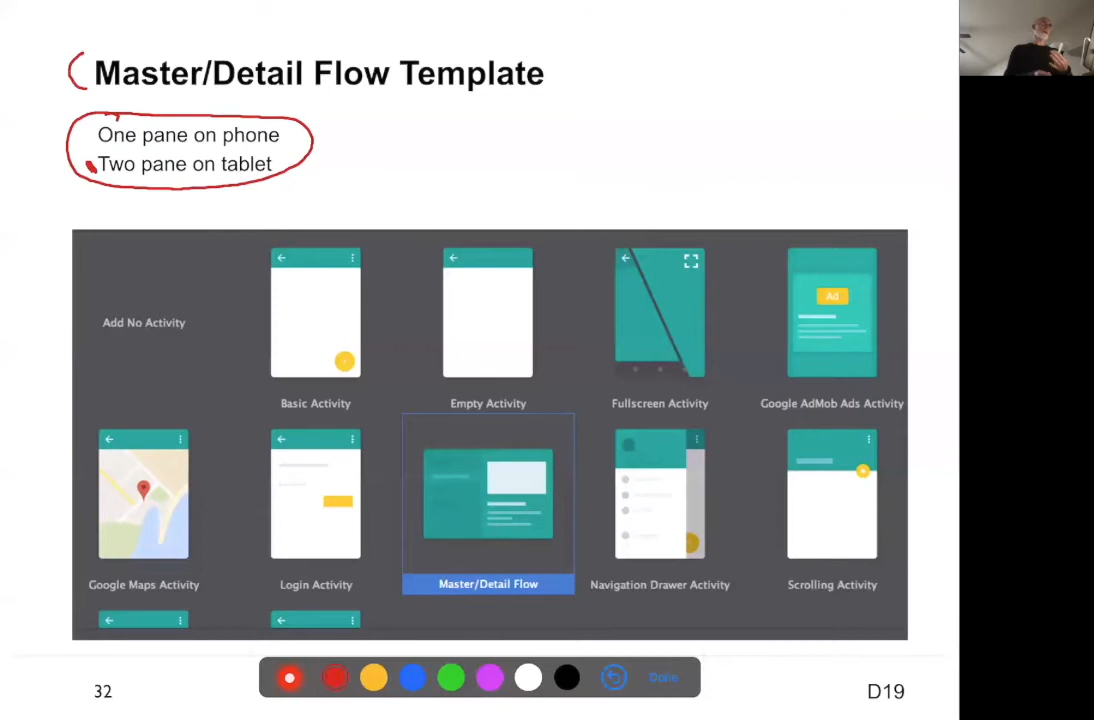 Master/Detail Flow Template
One pane on phone
Two pane on tablet
Add No Activity
Basic Activity
Empty Activity
Ad
Fullscreen Activity
Google AdMob Ads Activity
Google Maps Activity
Login Activity
Master/Detail Flow
Navigation Drawer Activity
Scrolling Activity
Done
32
D19